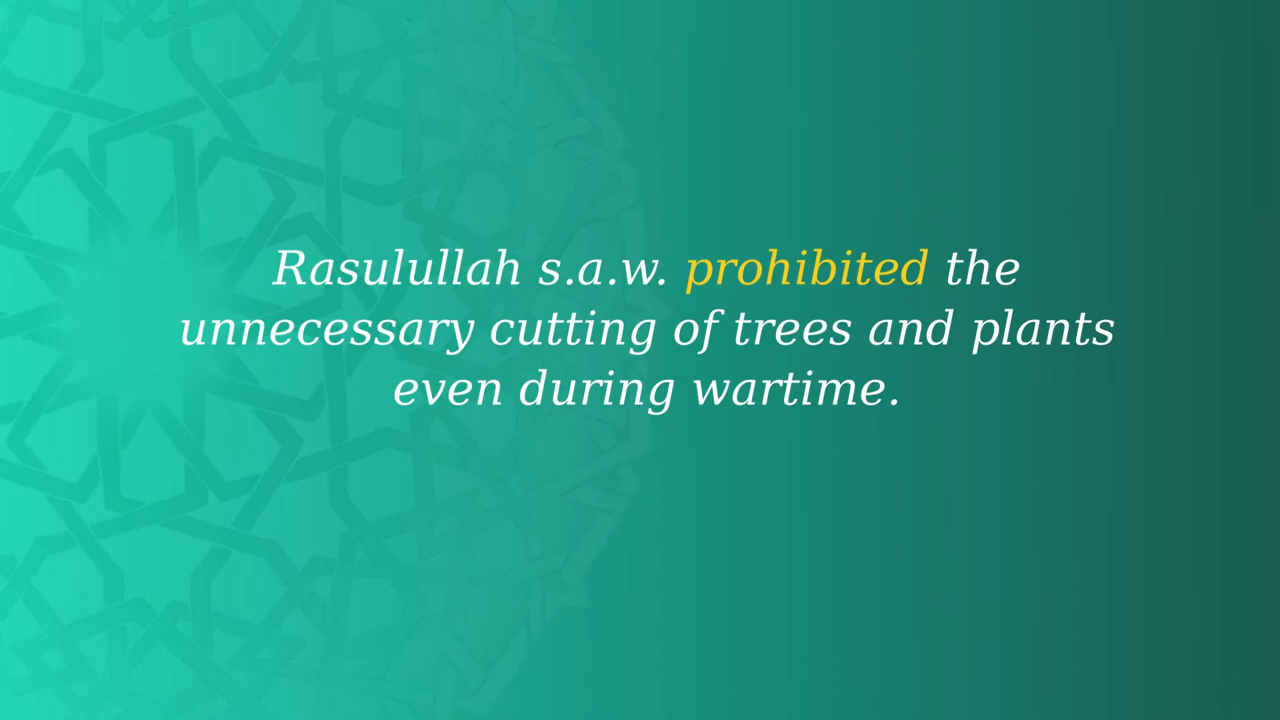 Rasulullah s.a.w. prohibited the
unnecessary cutting of trees and plants
even during wartime.